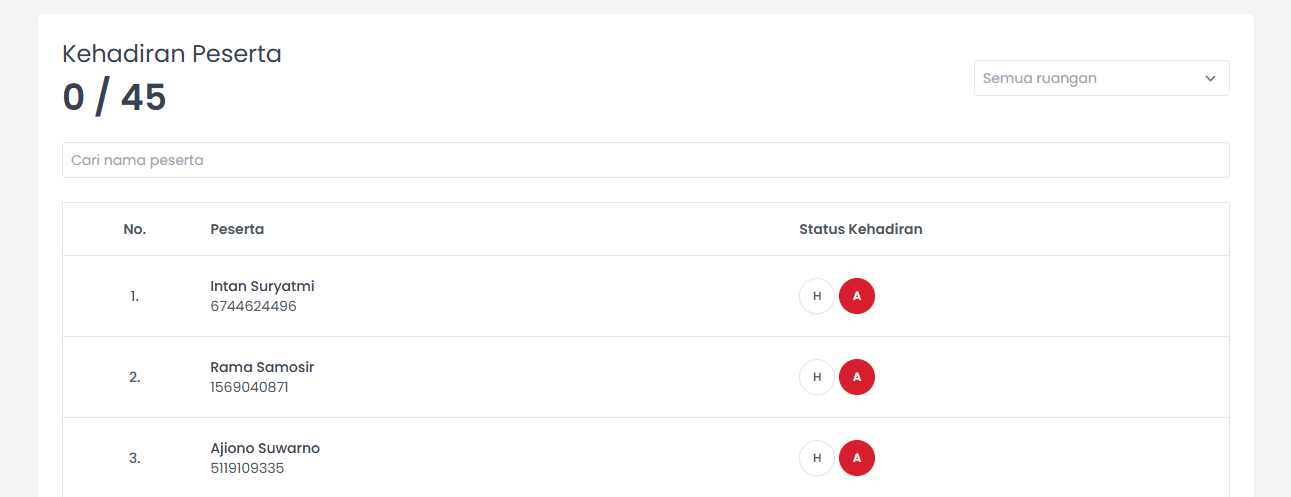 Kehadiran Peserta
0 / 45
Semua ruangan
Cari nama peserta
No. Peserta Status Kehadiran
1. Intan Suryatmi H A
6744624496
2. Rama Samosir H A
1569040871
3. Ajiono Suwarno H A
5119109335